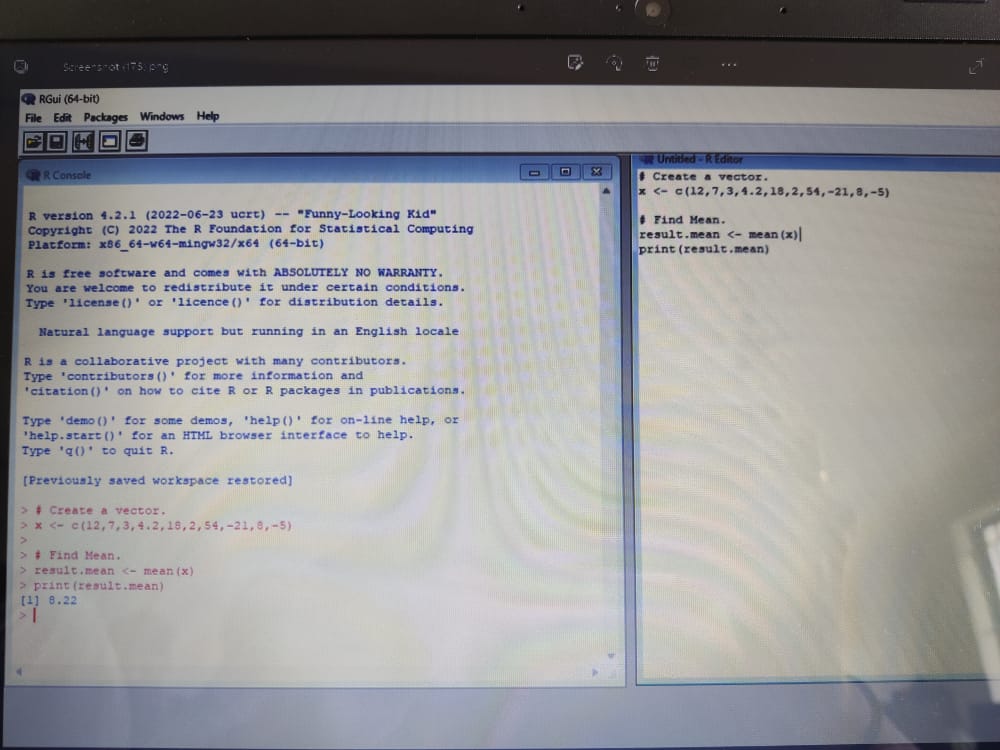 Screenshot (175).png
RGui (64-bit)
File Edit Packages Windows Help
R Console
R version 4.2.1 (2022-06-23 ucrt) -- "Funny-Looking Kid"
Copyright (C) 2022 The R Foundation for Statistical Computing
Platform: x86_64-w64-mingw32/x64 (64-bit)
R is free software and comes with ABSOLUTELY NO WARRANTY.
You are welcome to redistribute it under certain conditions.
Type 'license()' or 'licence()' for distribution details.
Natural language support but running in an English locale
R is a collaborative project with many contributors.
Type 'contributors()' for more information and
'citation()' on how to cite R or R packages in publications.
Type 'demo()' for some demos, 'help()' for on-line help, or
'help.start()' for an HTML browser interface to help.
Type 'q()' to quit R.
[Previously saved workspace restored]
> # Create a vector.
> x <- c(12,7,3,4.2,18,2,54,-21,8,-5)
>
> # Find Mean.
> result.mean <- mean(x)
> print(result.mean)
[1] 8.22
>
Untitled - R Editor
# Create a vector.
x <- c(12,7,3,4.2,18,2,54,-21,8,-5)
# Find Mean.
result.mean <- mean(x)
print(result.mean)